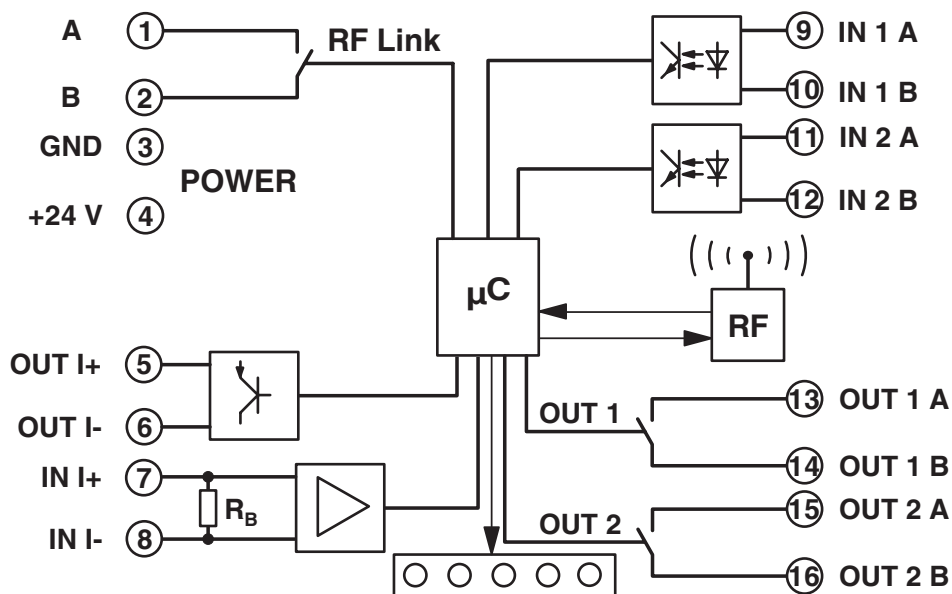 A 1
RF Link
B 2
GND 3
POWER
+24 V 4
9 IN 1 A
10 IN 1 B
11 IN 2 A
12 IN 2 B
µC
RF
OUT I+ 5
OUT I- 6
IN I+ 7
RB
IN I- 8
OUT 1
13 OUT 1 A
14 OUT 1 B
OUT 2
15 OUT 2 A
16 OUT 2 B